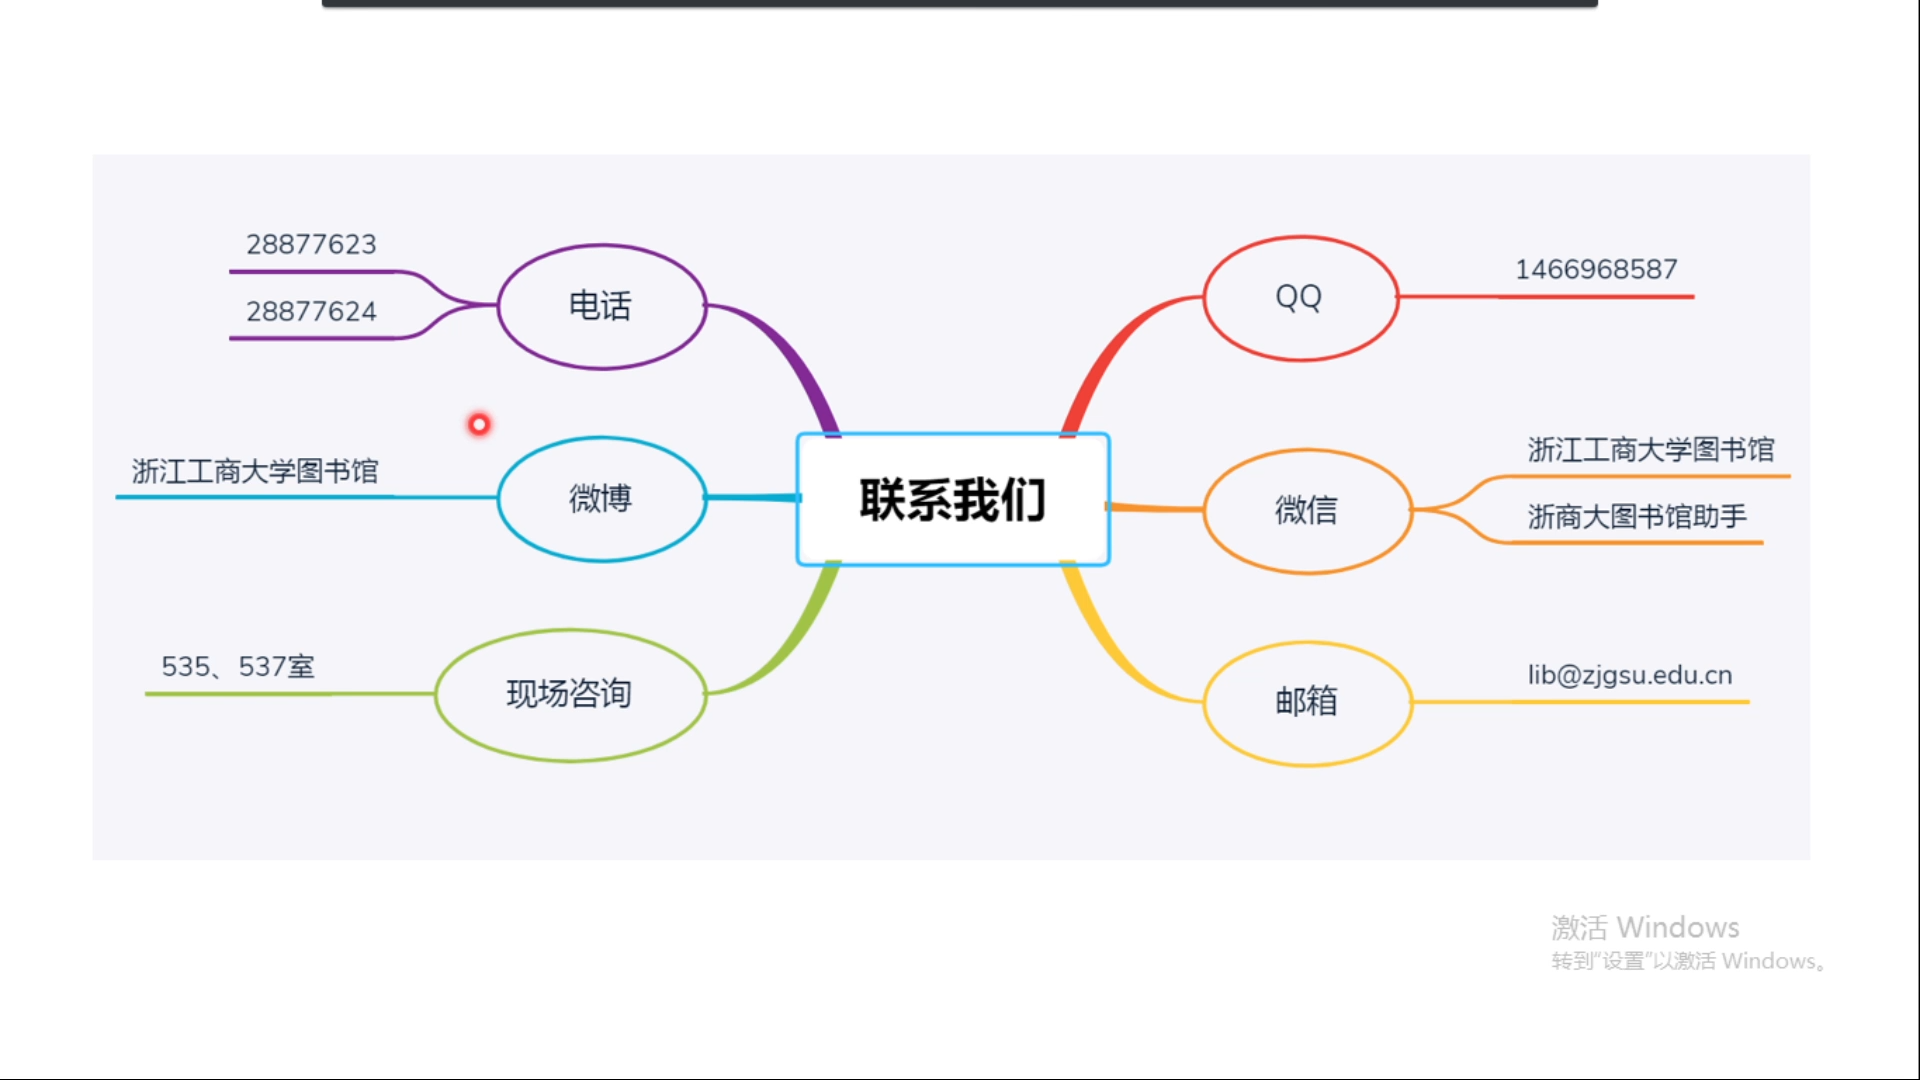 28877623
28877624
电话
QQ
1466968587
浙江工商大学图书馆
微博
联系我们
微信
浙江工商大学图书馆
浙商大图书馆助手
535、537室
现场咨询
邮箱
lib@zjgsu.edu.cn
激活 Windows
转到“设置”以激活 Windows。